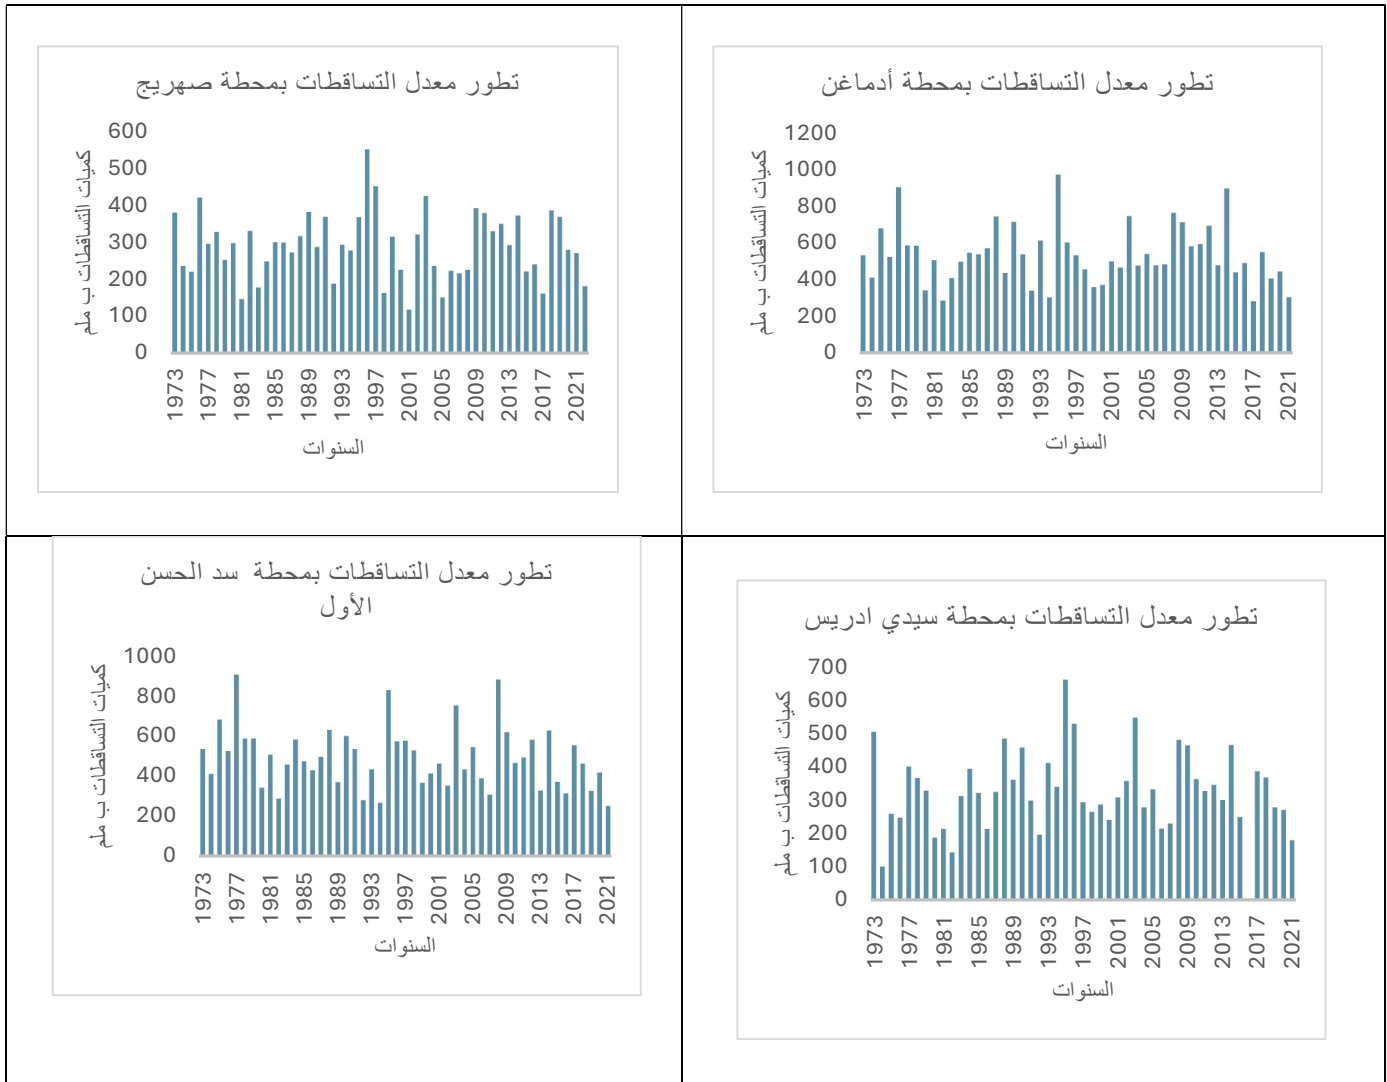 تطور معدل التساقطات بمحطة صهريج
كميات التساقطات ب ملم
600
500
400
300
200
100
0
1973 1977 1981 1985 1989 1993 1997 2001 2005 2009 2013 2017 2021
السنوات
تطور معدل التساقطات بمحطة أدماغن
كميات التساقطات ب ملم
1200
1000
800
600
400
200
0
1973 1977 1981 1985 1989 1993 1997 2001 2005 2009 2013 2017 2021
السنوات
تطور معدل التساقطات بمحطة سد الحسن
الأول
كميات التساقطات ب ملم
1000
800
600
400
200
0
1973 1977 1981 1985 1989 1993 1997 2001 2005 2009 2013 2017 2021
السنوات
تطور معدل التساقطات بمحطة سيدي ادريس
كميات التساقطات ب ملم
700
600
500
400
300
200
100
0
1973 1977 1981 1985 1989 1993 1997 2001 2005 2009 2013 2017 2021
السنوات